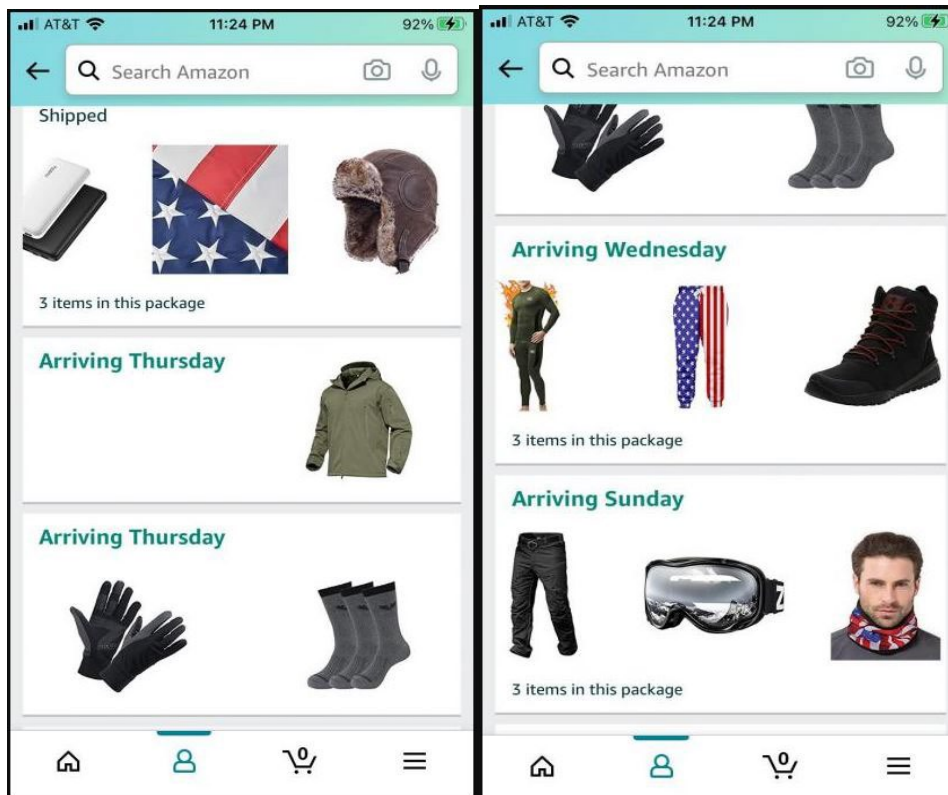 AT&T
11:24 PM
92%
Search Amazon
Shipped
3 items in this package
Arriving Thursday
Arriving Thursday
0
AT&T
11:24 PM
92%
Search Amazon
Arriving Wednesday
3 items in this package
Arriving Sunday
Z
3 items in this package
0